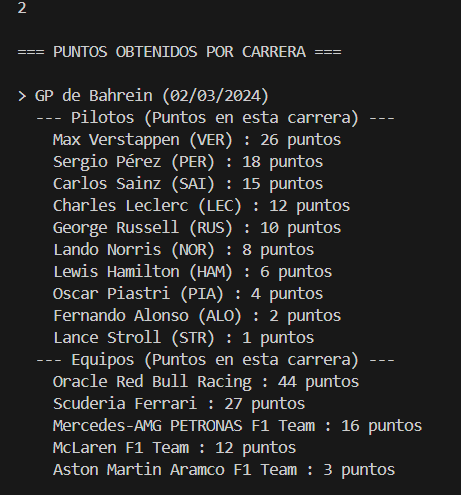 2
=== PUNTOS OBTENIDOS POR CARRERA ===
> GP de Bahrein (02/03/2024)
--- Pilotos (Puntos en esta carrera) ---
Max Verstappen (VER) : 26 puntos
Sergio Pérez (PER) : 18 puntos
Carlos Sainz (SAI) : 15 puntos
Charles Leclerc (LEC) : 12 puntos
George Russell (RUS) : 10 puntos
Lando Norris (NOR) : 8 puntos
Lewis Hamilton (HAM) : 6 puntos
Oscar Piastri (PIA) : 4 puntos
Fernando Alonso (ALO) : 2 puntos
Lance Stroll (STR) : 1 puntos
--- Equipos (Puntos en esta carrera) ---
Oracle Red Bull Racing : 44 puntos
Scuderia Ferrari : 27 puntos
Mercedes-AMG PETRONAS F1 Team : 16 puntos
McLaren F1 Team : 12 puntos
Aston Martin Aramco F1 Team : 3 puntos